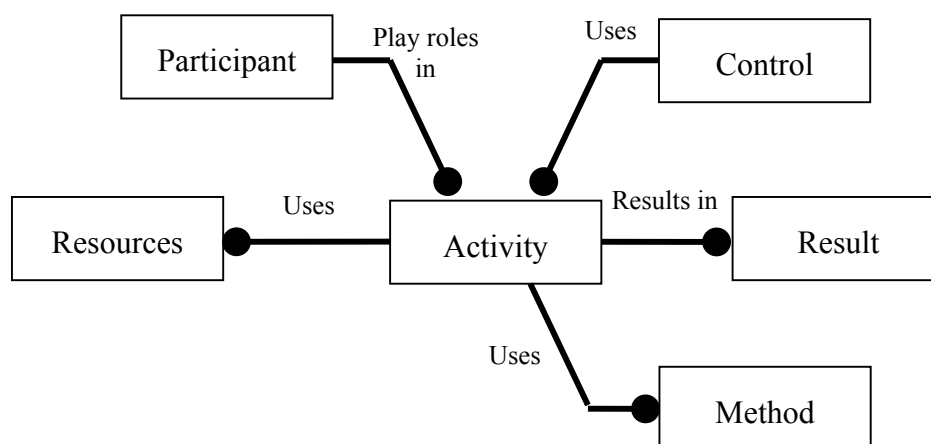 Participant
Play roles
in
Uses
Control
Resources
Uses
Activity
Results in
Result
Uses
Method